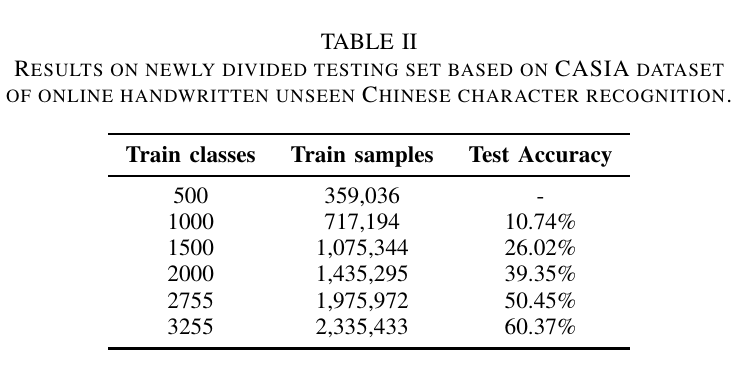 TABLE II
RESULTS ON NEWLY DIVIDED TESTING SET BASED ON CASIA DATASET
OF ONLINE HANDWRITTEN UNSEEN CHINESE CHARACTER RECOGNITION.
Train classes Train samples Test Accuracy
500 359,036 -
1000 717,194 10.74%
1500 1,075,344 26.02%
2000 1,435,295 39.35%
2755 1,975,972 50.45%
3255 2,335,433 60.37%